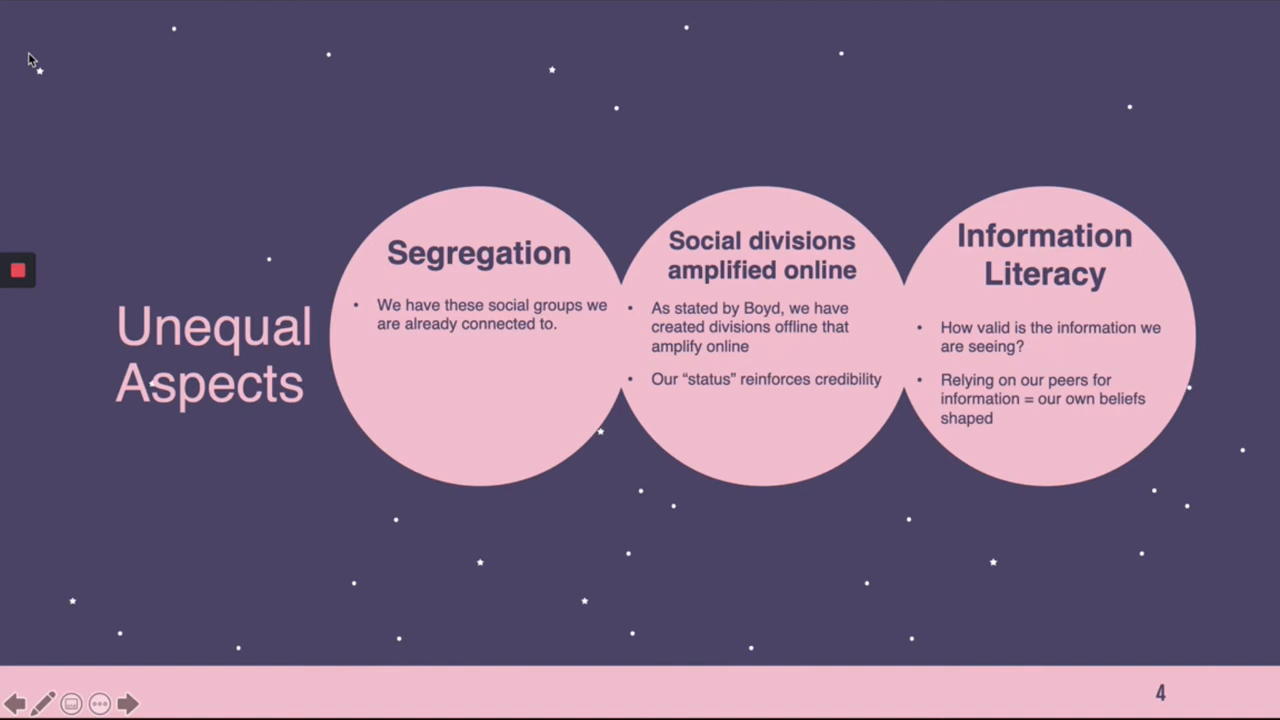 Unequal
Aspects
Segregation
• We have these social groups we
are already connected to.
Social divisions
amplified online
• As stated by Boyd, we have
created divisions offline that
amplify online
• Our “status” reinforces credibility
Information
Literacy
• How valid is the information we
are seeing?
• Relying on our peers for
information = our own beliefs
shaped
4